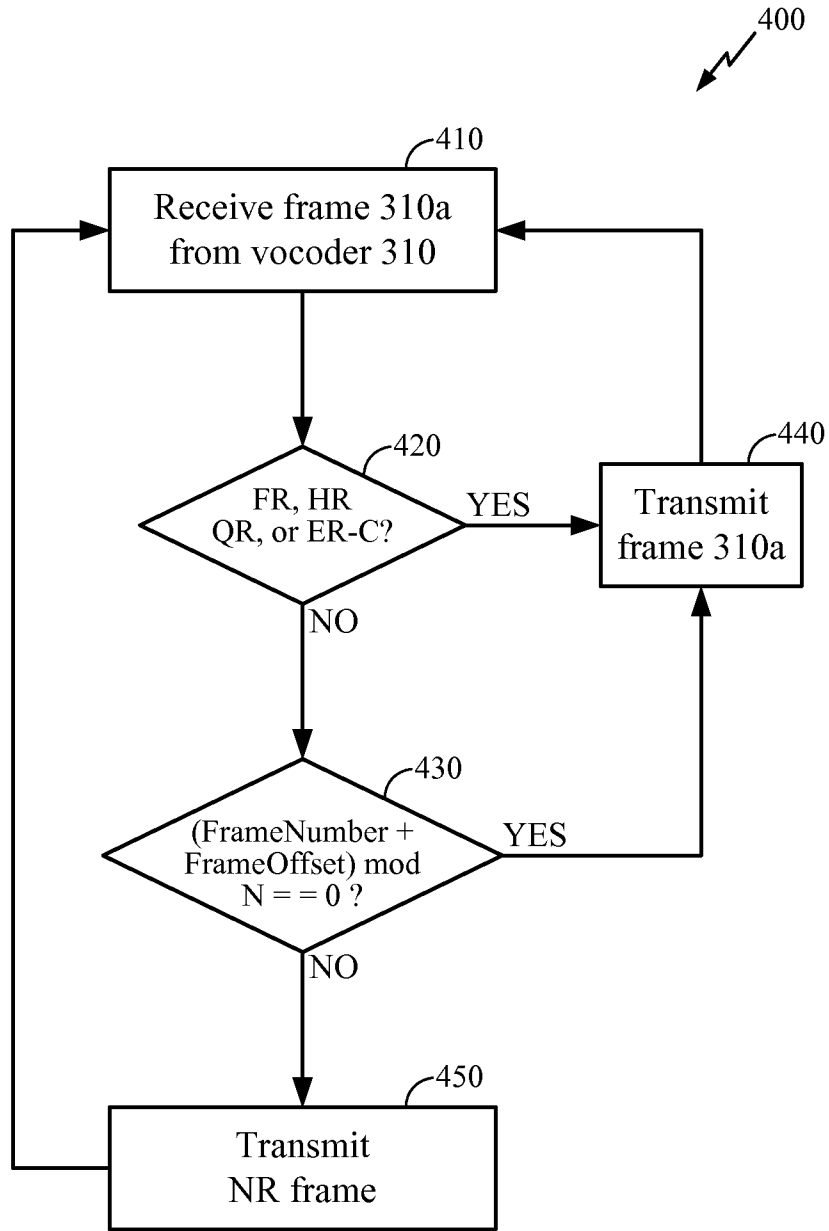 400
410
Receive frame 310a
from vocoder 310
420
FR, HR
QR, or ER-C?
YES
440
Transmit
frame 310a
NO
430
(FrameNumber +
FrameOffset) mod
N = = 0 ?
YES
NO
450
Transmit
NR frame